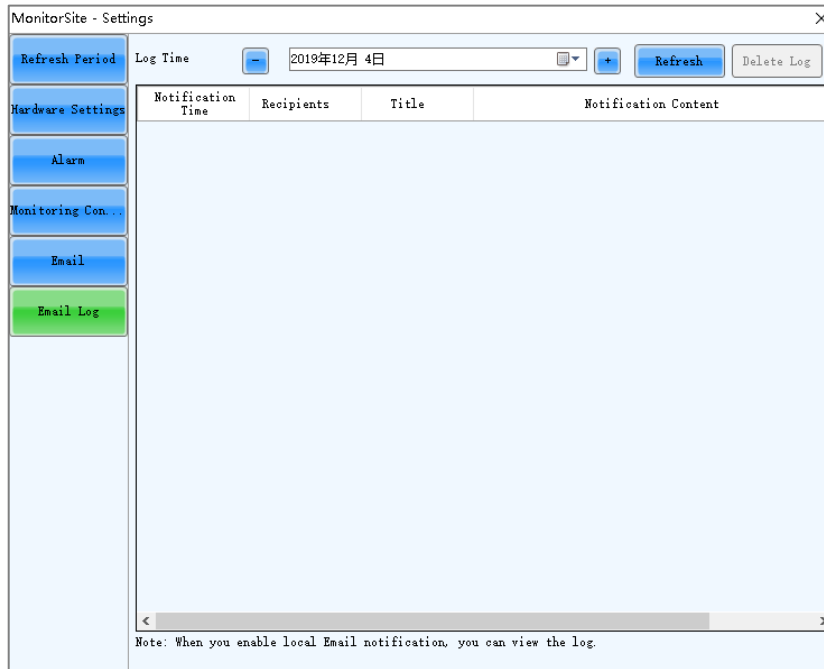 MonitorSite - Settings
Refresh Period
Log Time
-
2019年12月 4日
+
Refresh
Delete Log
Hardware Settings
Notification
Time
Recipients
Title
Notification Content
Alarm
Monitoring Con...
Email
Email Log
Note: When you enable local Email notification, you can view the log.